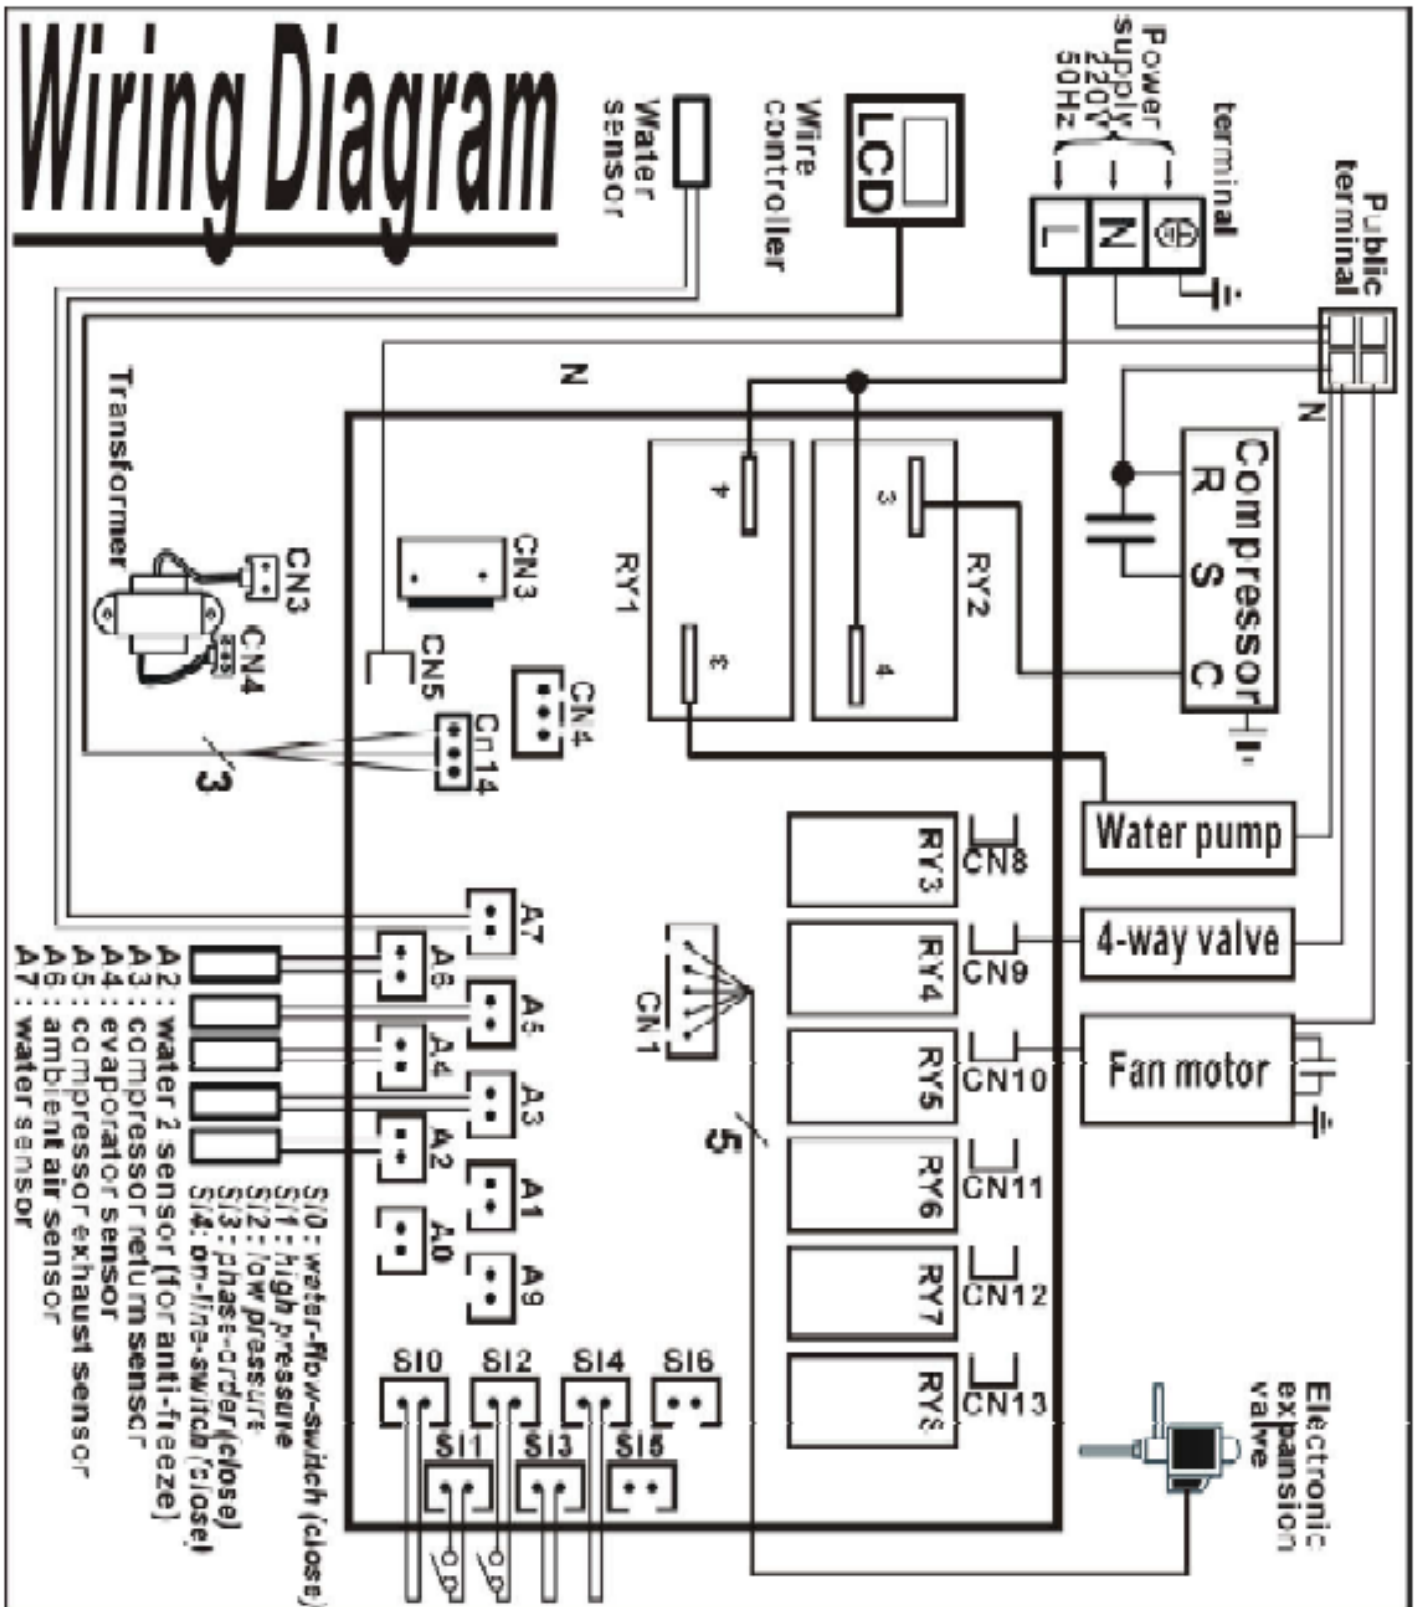 Wiring Diagram
Water
sensor
Wire
controller
LCD
Power
supply
220V
50Hz
terminal
L
N
Public
terminal
N
N
Compressor
R
S
C
Transformer
CN3
CN4
CN3
CN5
CN4
Cn14
3
RY1
4
3
RY2
3
4
Water pump
4-way valve
Fan motor
RY3
CN8
RY4
CN9
RY5
CN10
RY6
CN11
RY7
CN12
CN13
CN1
5
A7
A6
A5
A4
A3
A2
A1
A0
A9
SI0
SI2
SI4
SI6
SI1
SI3
SI5
Electronic
expansion
valve
SI0 : water-flow-switch (close)
SI1 : high pressure
SI2 : low pressure
SI3 : phase-order (close)
SI4: on-line-switch (close)
A2 : water 2 sensor (for anti-freeze)
A3 : compressor return sensor
A4 : evaporator sensor
A5 : compressor exhaust sensor
A6 : ambient air sensor
A7 : water sensor